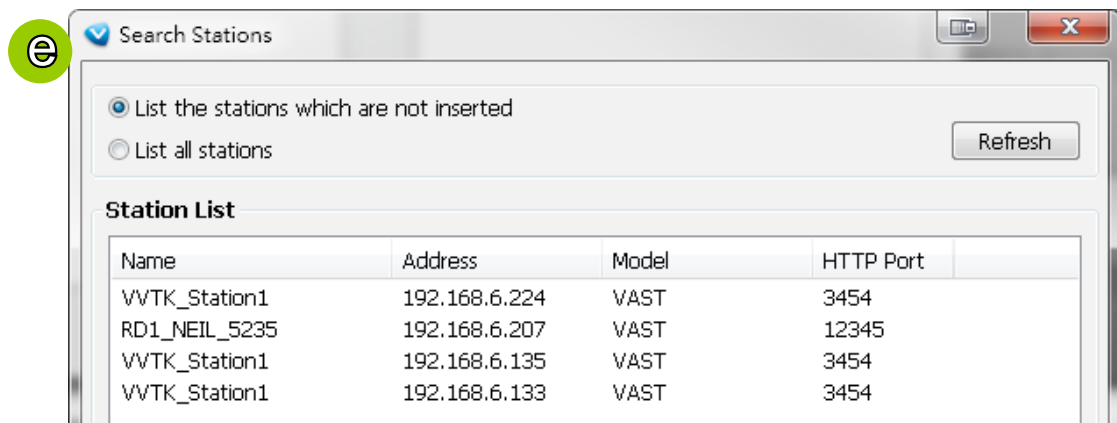 e
Search Stations
List the stations which are not inserted
List all stations
Refresh
Station List
Name Address Model HTTP Port
VVTK_Station1 192.168.6.224 VAST 3454
RD1_NEIL_5235 192.168.6.207 VAST 12345
VVTK_Station1 192.168.6.135 VAST 3454
VVTK_Station1 192.168.6.133 VAST 3454